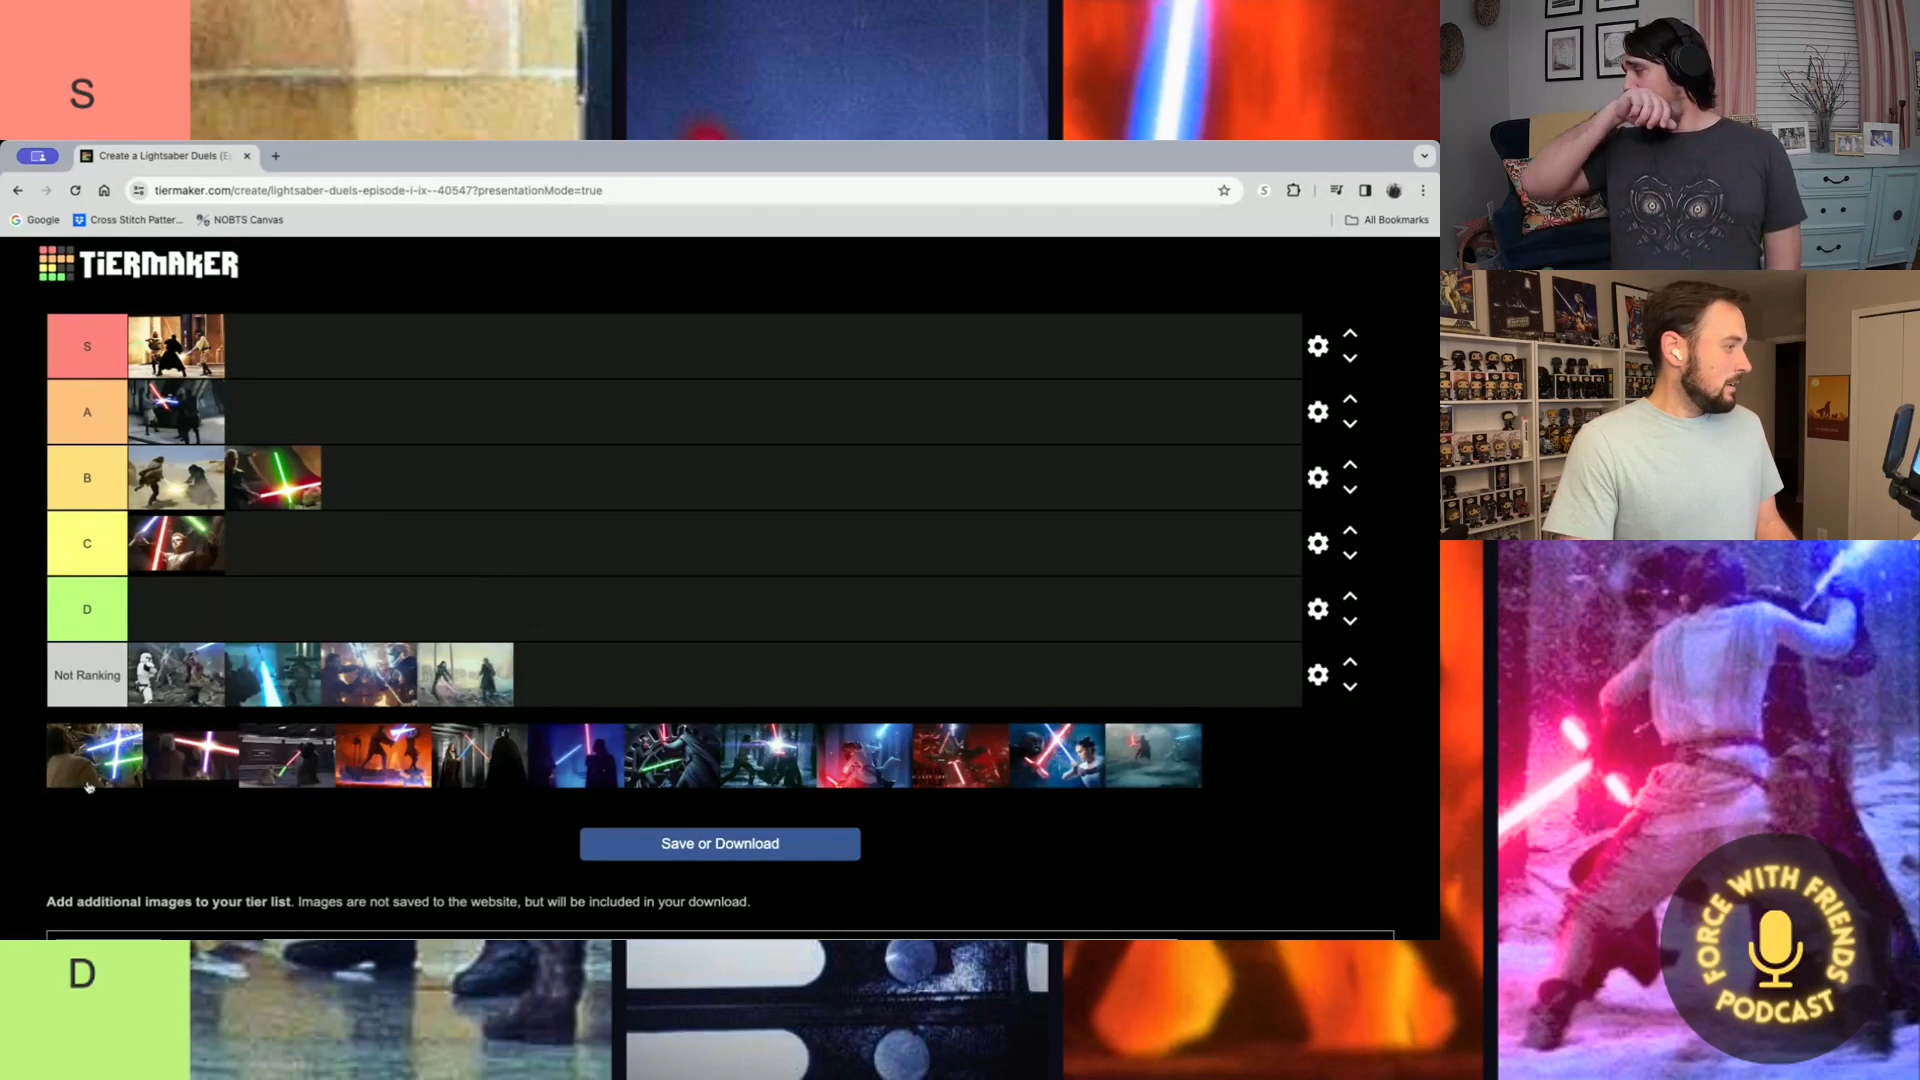 S
Create a Lightsaber Duels (E
tiermaker.com/create/lightsaber-duels-episode-i-ix--40547?presentationMode=true
Google
Cross Stitch Patter...
NOBTS Canvas
All Bookmarks
TiERMAKER
S
A
B
C
D
Not Ranking
Save or Download
Add additional images to your tier list. Images are not saved to the website, but will be included in your download.
D
FORCE WITH FRIENDS
PODCAST